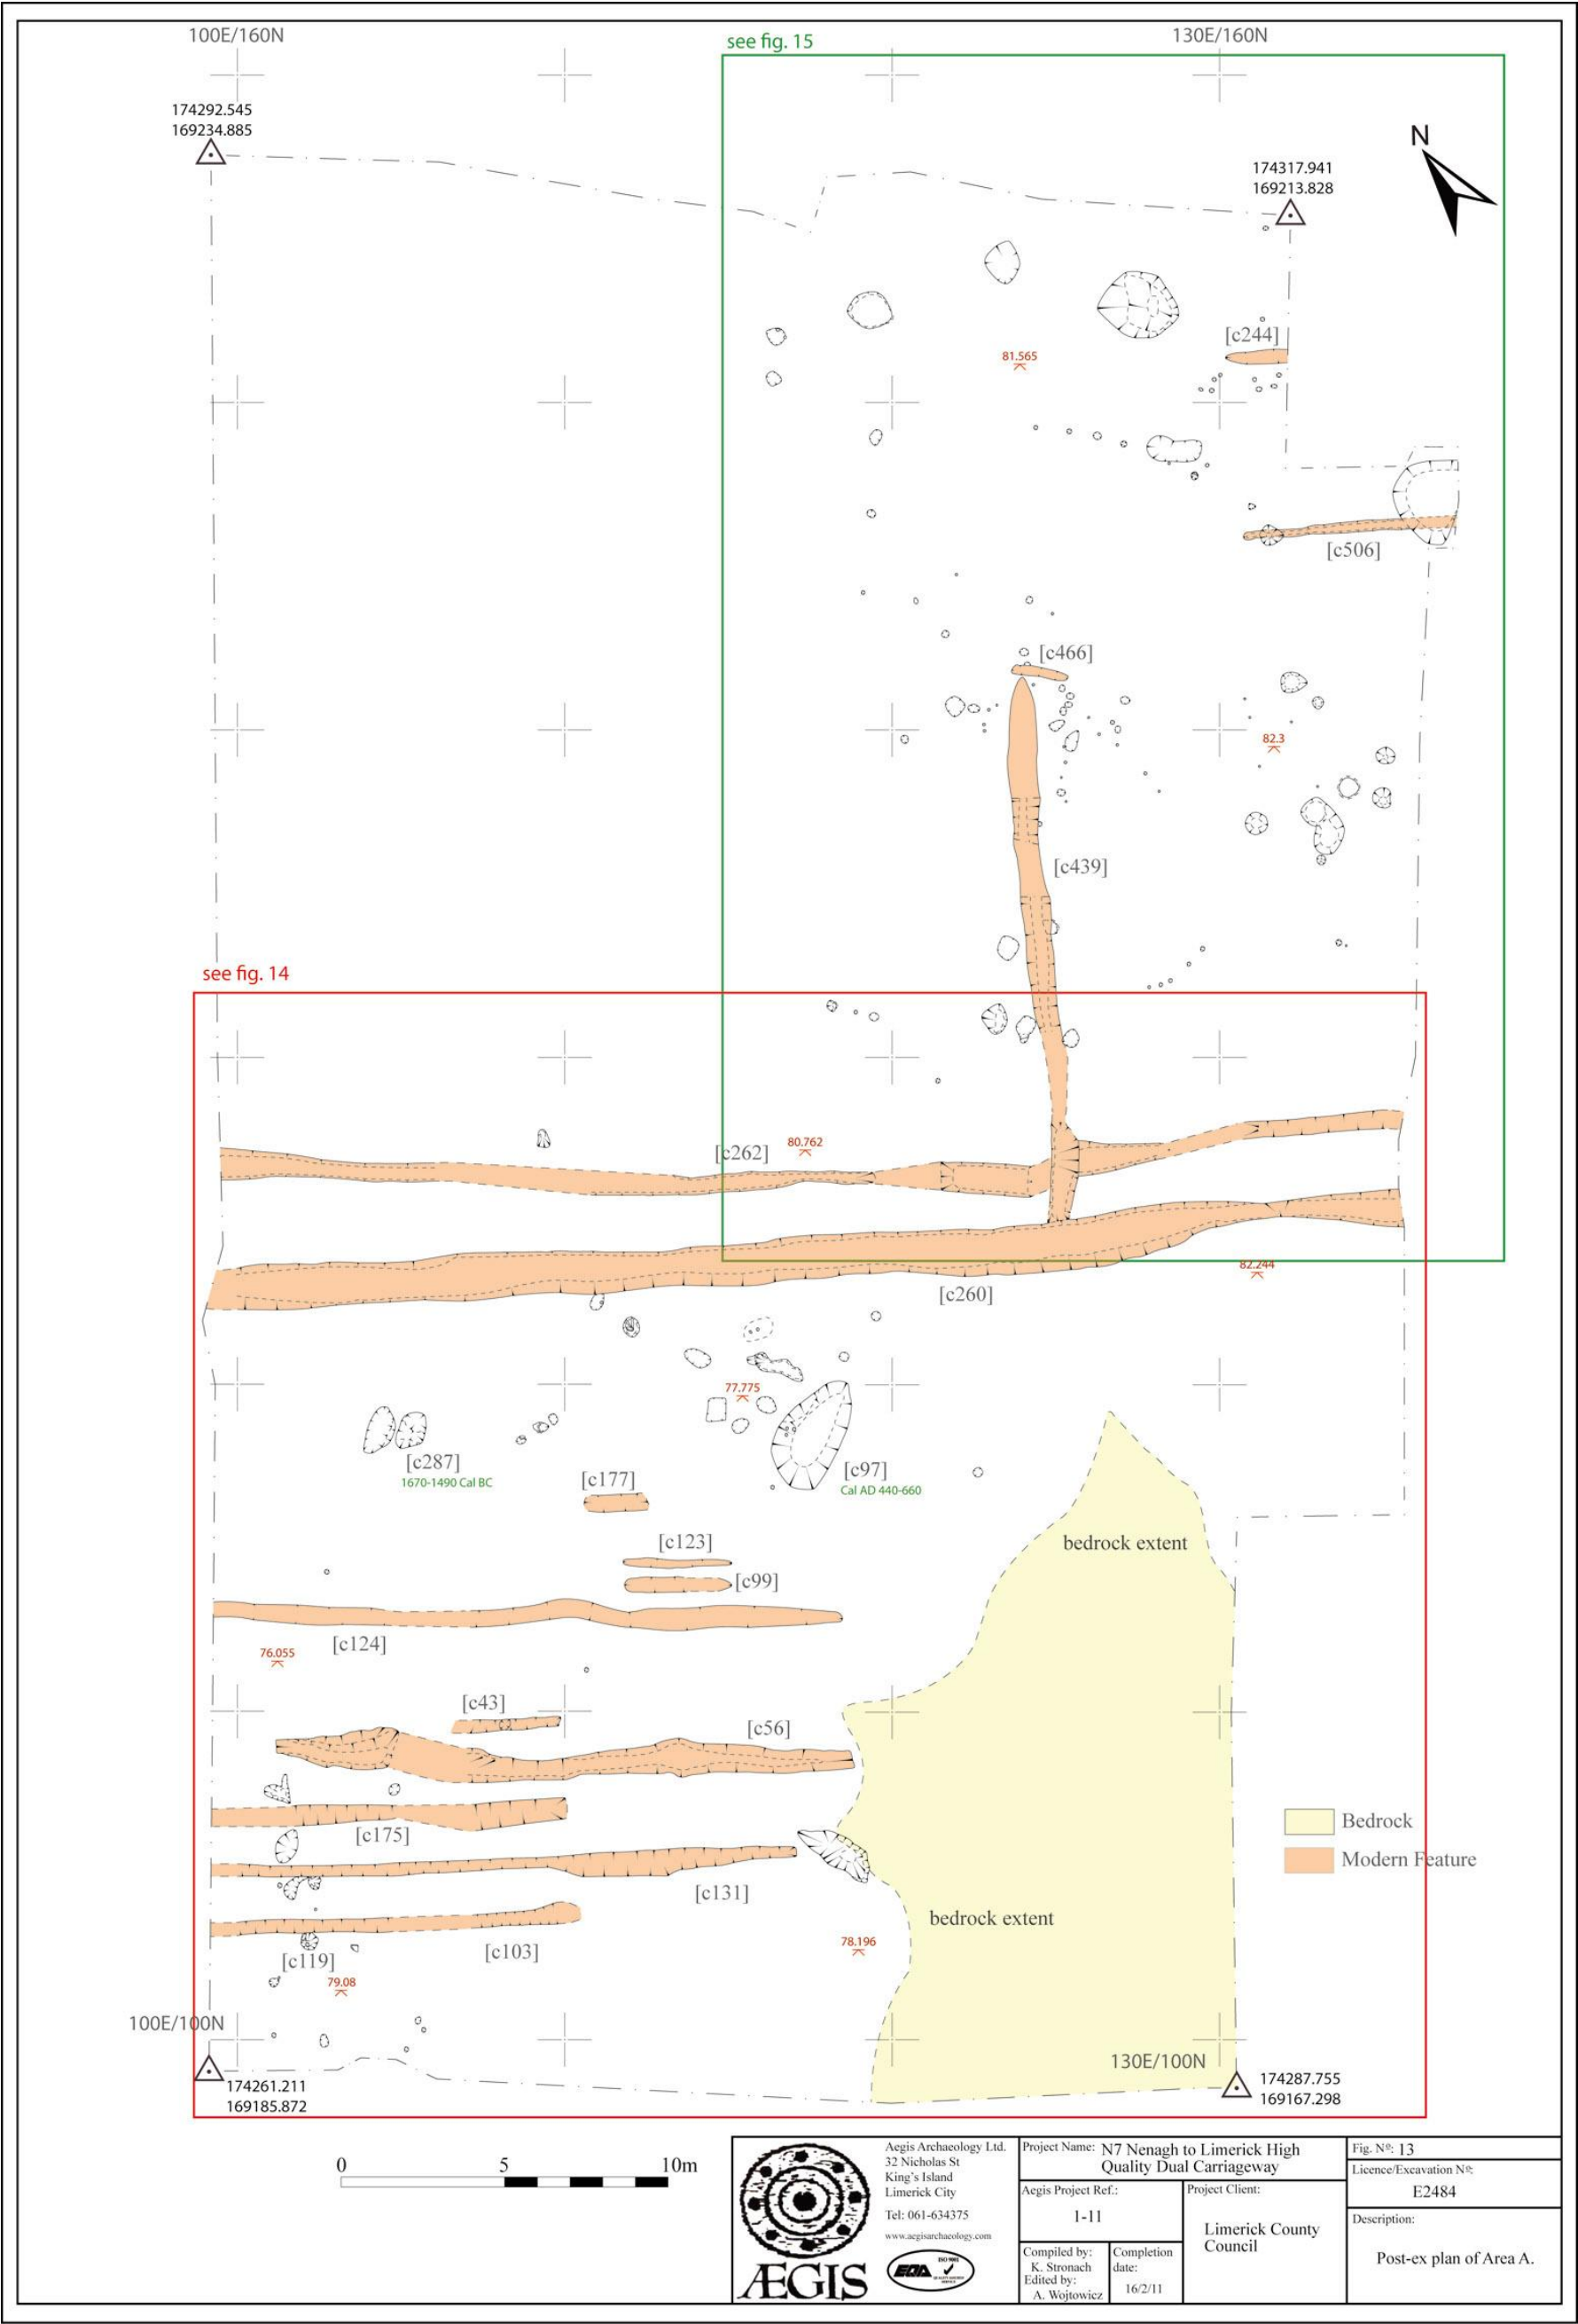 100E/160N
see fig. 15
130E/160N
174292.545
169234.885
N
174317.941
169213.828
[c244]
81.565
[c506]
[c466]
82.3
[c439]
see fig. 14
[c262]
80.762
[c260]
82.244
77.775
[c287]
1670-1490 Cal BC
[c97]
Cal AD 440-660
[c177]
bedrock extent
[c123]
[c99]
[c124]
76.055
[c43]
[c56]
Bedrock
[c175]
Modern Feature
[c131]
bedrock extent
78.196
[c119]
[c103]
79.08
100E/100N
130E/100N
174261.211
169185.872
174287.755
169167.298
0 5 10m
ÆGIS
Aegis Archaeology Ltd.
32 Nicholas St
King's Island
Limerick City
Tel: 061-634375
www.aegisarchaeology.com
EQA
ISO 9001
Project Name: N7 Nenagh to Limerick High
Quality Dual Carriageway
Aegis Project Ref.:
1-11
Project Client:
Limerick County
Council
Compiled by:
K. Stronach
Edited by:
A. Wojtowicz
Completion
date:
16/2/11
Fig. Nº: 13
Licence/Excavation Nº:
E2484
Description:
Post-ex plan of Area A.